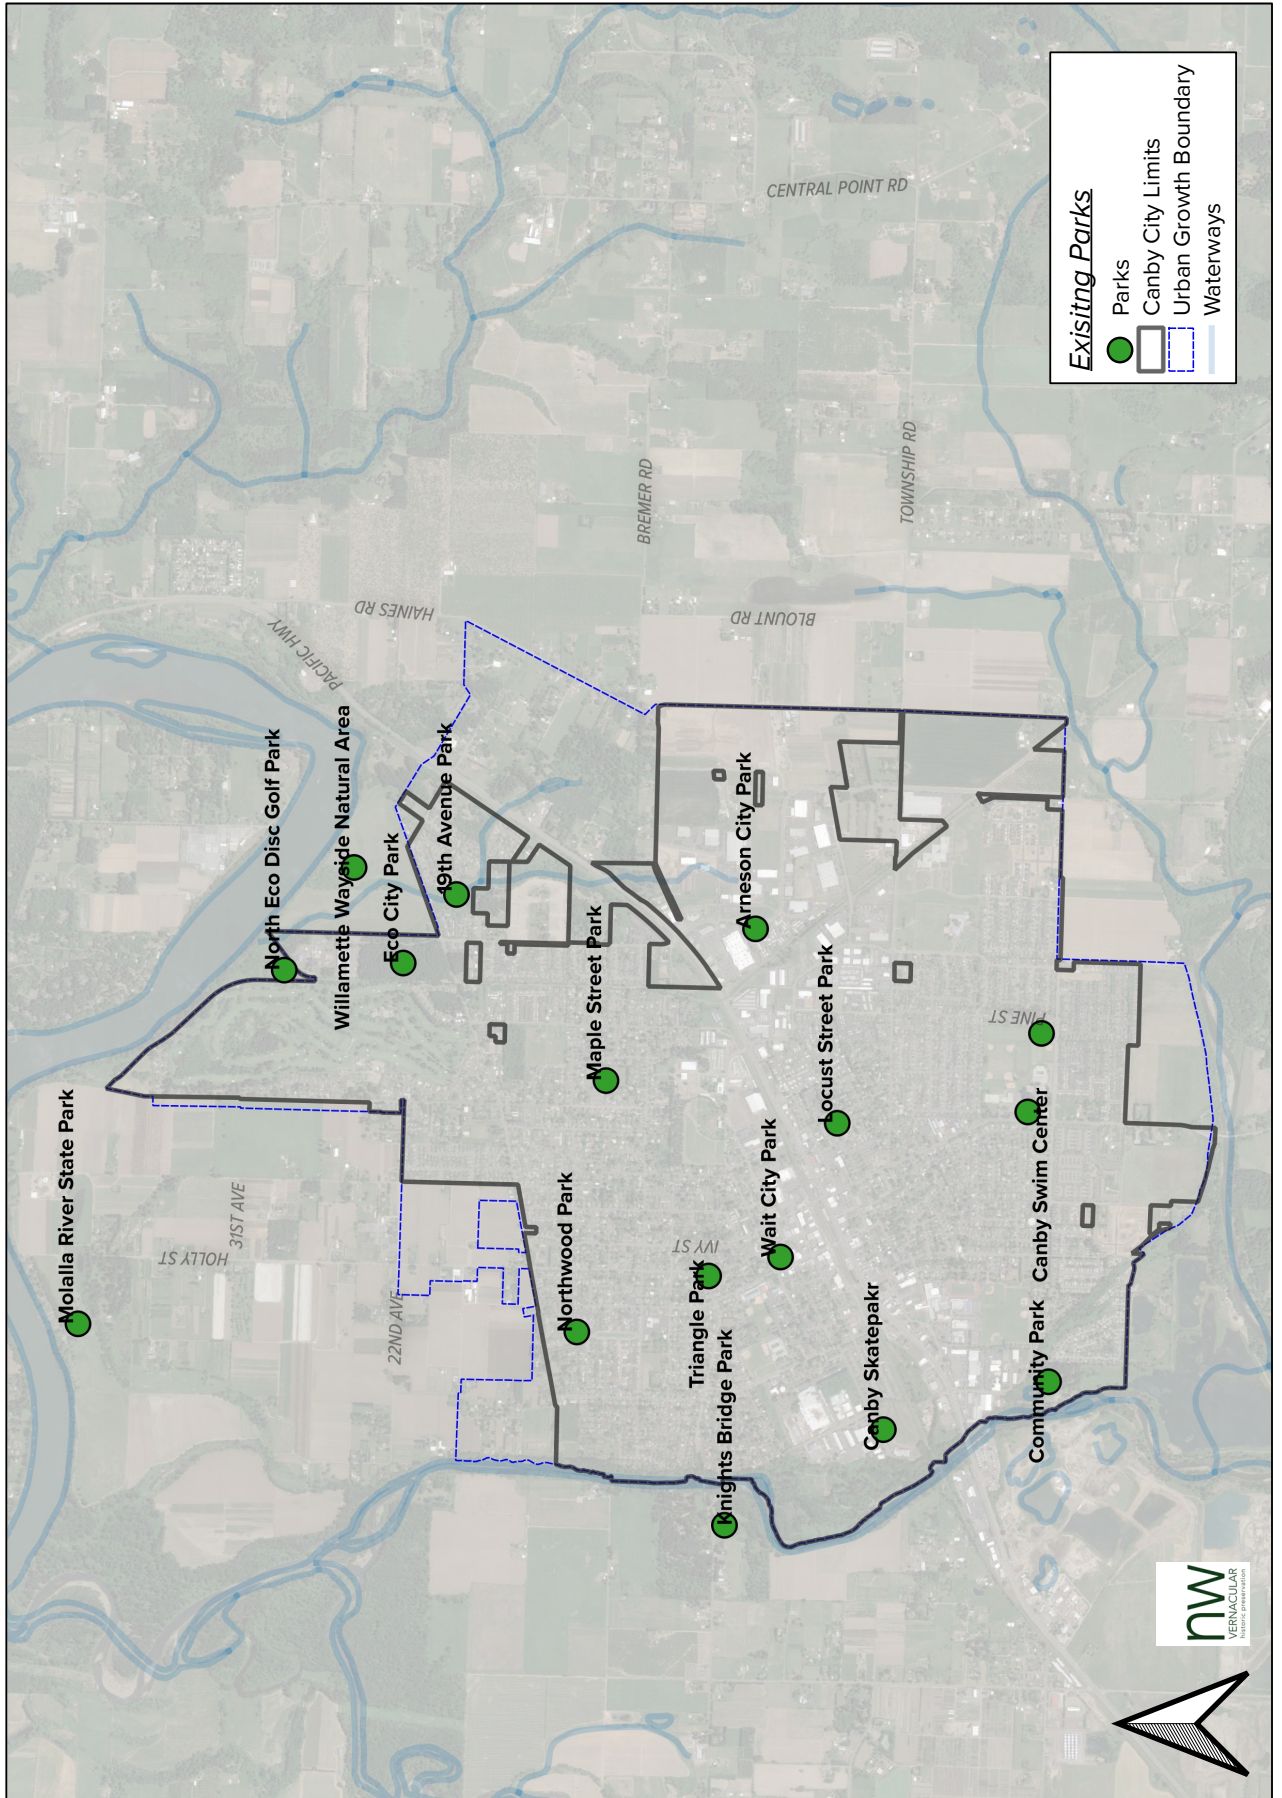 Molalla River State Park
North Eco Disc Golf Park
Willamette Wayside Natural Area
Eco City Park
19th Avenue Park
Maple Street Park
Northwood Park
Arneson City Park
Locust Street Park
Wait City Park
Triangle Park
Knights Bridge Park
Canby Skatepakr
Canby Swim Center
Community Park
HOLLY ST
31ST AVE
22ND AVE
IVY ST
PINE ST
PACIFIC HWY
HAINES RD
BREMER RD
BLOUNT RD
TOWNSHIP RD
CENTRAL POINT RD
Exisitng Parks
Parks
Canby City Limits
Urban Growth Boundary
Waterways
nw
VERNACULAR
historic preservation